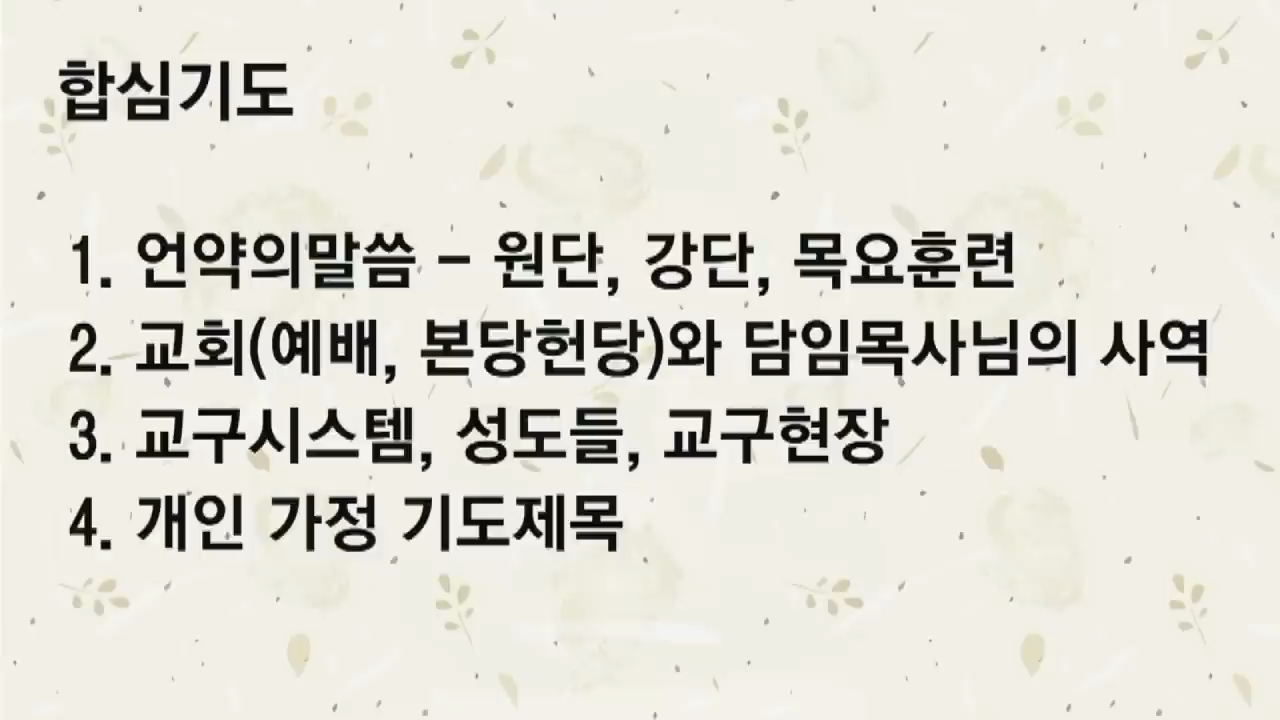 합심기도
1. 언약의말씀 - 원단, 강단, 목요훈련
2. 교회(예배, 본당헌당)와 담임목사님의 사역
3. 교구시스템, 성도들, 교구현장
4. 개인 가정 기도제목